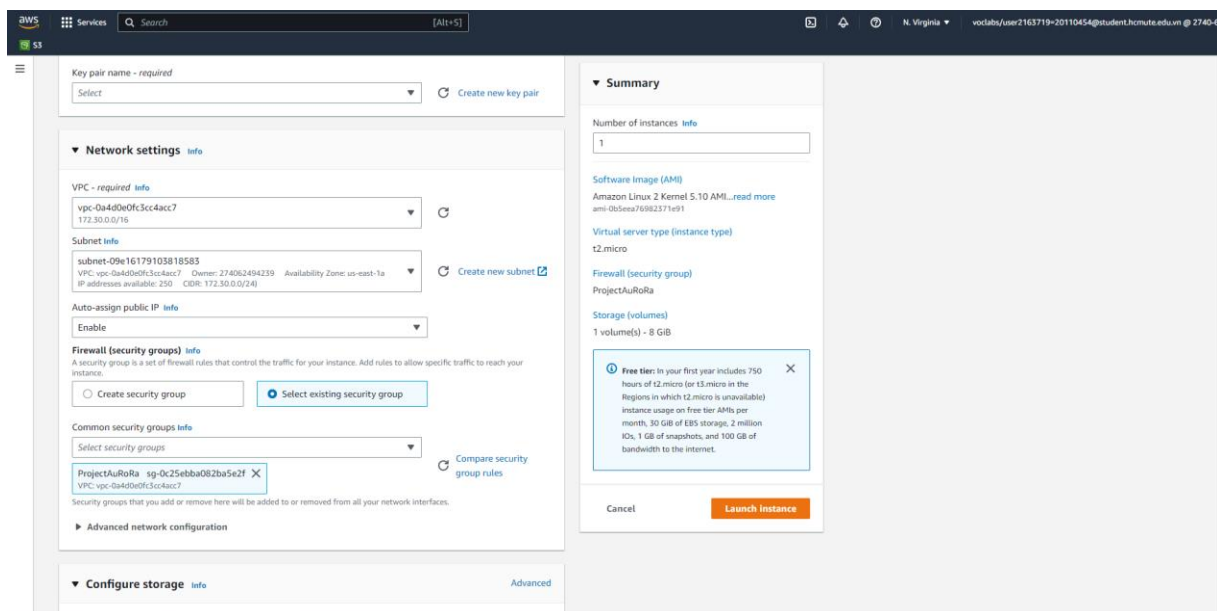 aws
Services
Search
[Alt+S]
N. Virginia
voclabs/user2163719=20110454@student.hcmute.edu.vn @ 2740-6
S3
Key pair name - required
Select
Create new key pair
Network settings Info
VPC - required Info
vpc-0a4d0e0fc3cc4acc7
172.30.0.0/16
Subnet Info
subnet-09e16179103818583
VPC: vpc-0a4d0e0fc3cc4acc7 Owner: 274062494239 Availability Zone: us-east-1a
IP addresses available: 250 CIDR: 172.30.0.0/24)
Create new subnet
Auto-assign public IP Info
Enable
Firewall (security groups) Info
A security group is a set of firewall rules that control the traffic for your instance. Add rules to allow specific traffic to reach your
instance.
Create security group
Select existing security group
Common security groups Info
Select security groups
ProjectAuRoRa sg-0c25ebba082ba5e2f
VPC: vpc-0a4d0e0fc3cc4acc7
Compare security
group rules
Security groups that you add or remove here will be added to or removed from all your network interfaces.
Advanced network configuration
Configure storage Info
Advanced
Summary
Number of instances Info
1
Software Image (AMI)
Amazon Linux 2 Kernel 5.10 AMI...read more
ami-0b5eea76982371e91
Virtual server type (instance type)
t2.micro
Firewall (security group)
ProjectAuRoRa
Storage (volumes)
1 volume(s) - 8 GiB
Free tier: In your first year includes 750
hours of t2.micro (or t3.micro in the
Regions in which t2.micro is unavailable)
instance usage on free tier AMIs per
month, 30 GiB of EBS storage, 2 million
IOs, 1 GB of snapshots, and 100 GB of
bandwidth to the internet.
Cancel
Launch instance